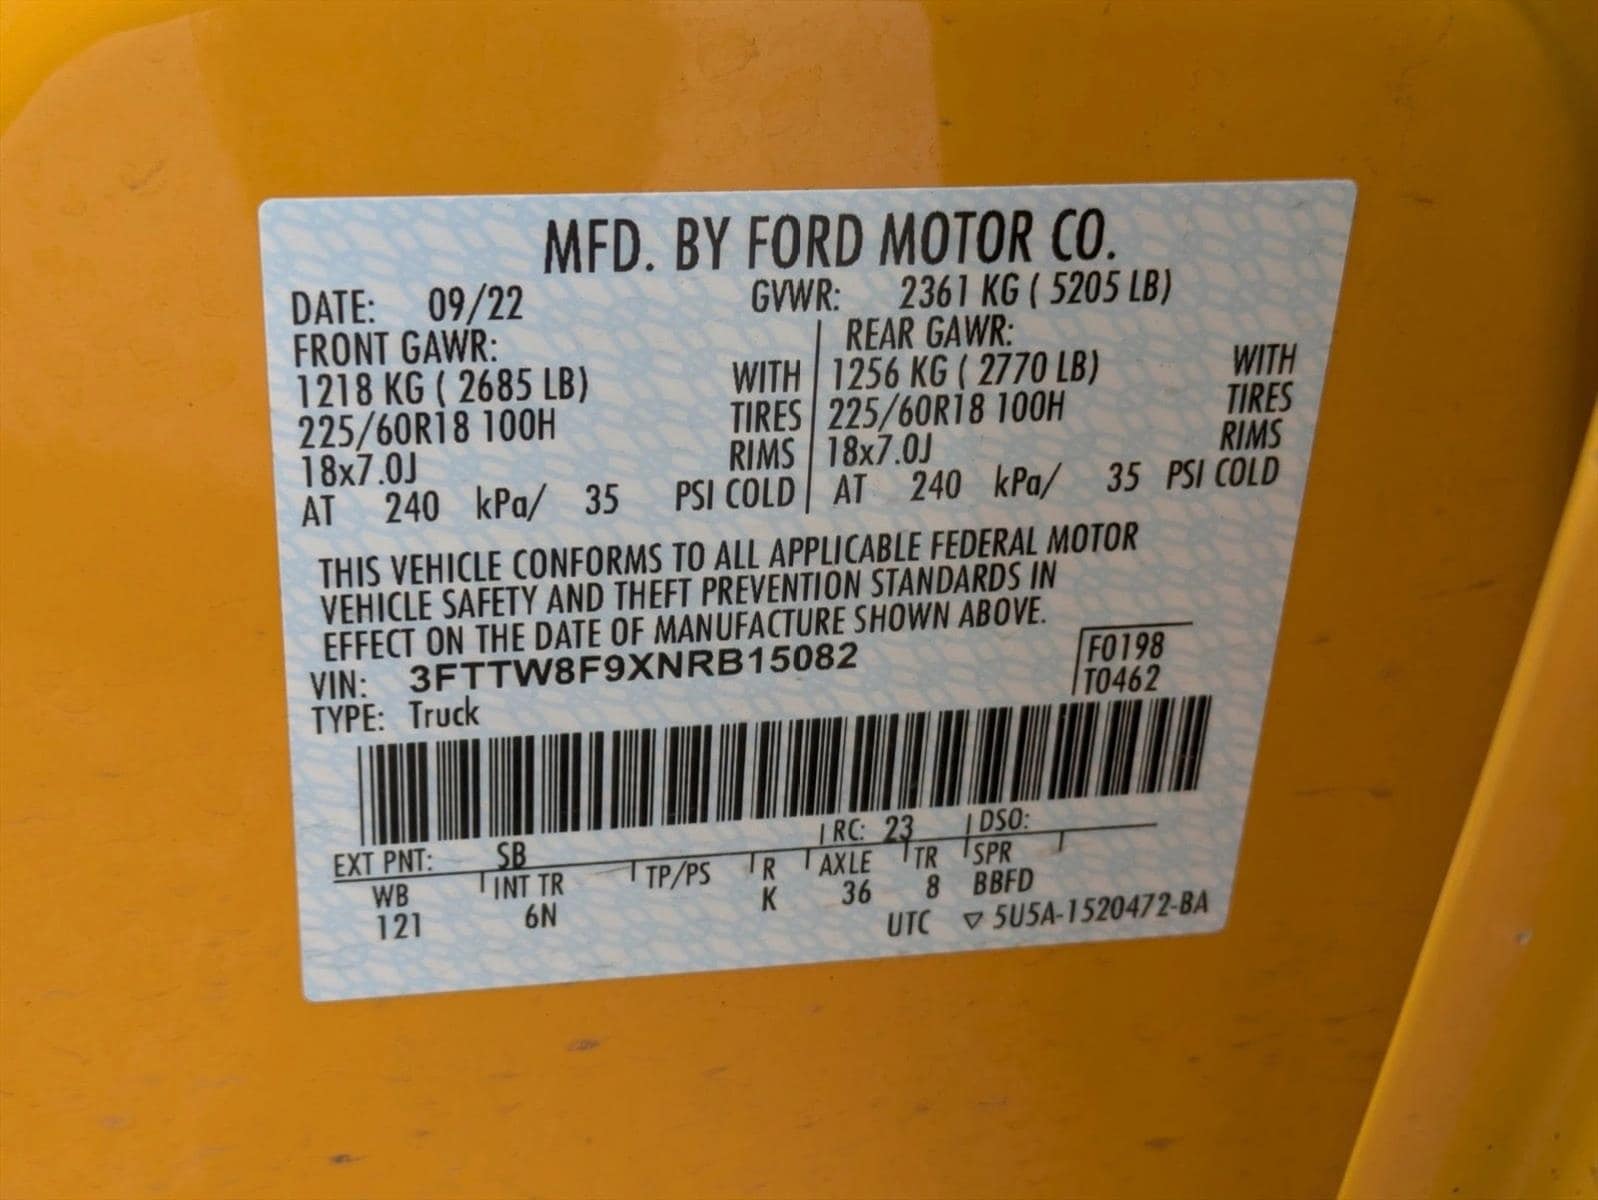 MFD. BY FORD MOTOR CO.
DATE: 09/22 GVWR: 2361 KG ( 5205 LB)
FRONT GAWR: REAR GAWR:
1218 KG ( 2685 LB) WITH 1256 KG ( 2770 LB) WITH
225/60R18 100H TIRES 225/60R18 100H TIRES
18x7.0J RIMS 18x7.0J RIMS
AT 240 kPa/ 35 PSI COLD AT 240 kPa/ 35 PSI COLD
THIS VEHICLE CONFORMS TO ALL APPLICABLE FEDERAL MOTOR
VEHICLE SAFETY AND THEFT PREVENTION STANDARDS IN
EFFECT ON THE DATE OF MANUFACTURE SHOWN ABOVE.
VIN: 3FTTW8F9XNRB15082 F0198
TYPE: Truck T0462
EXT PNT: SB RC: 23 DSO:
WB INT TR TP/PS R AXLE TR SPR
121 6N K 36 8 BBFD
UTC ▽ 5U5A-1520472-BA